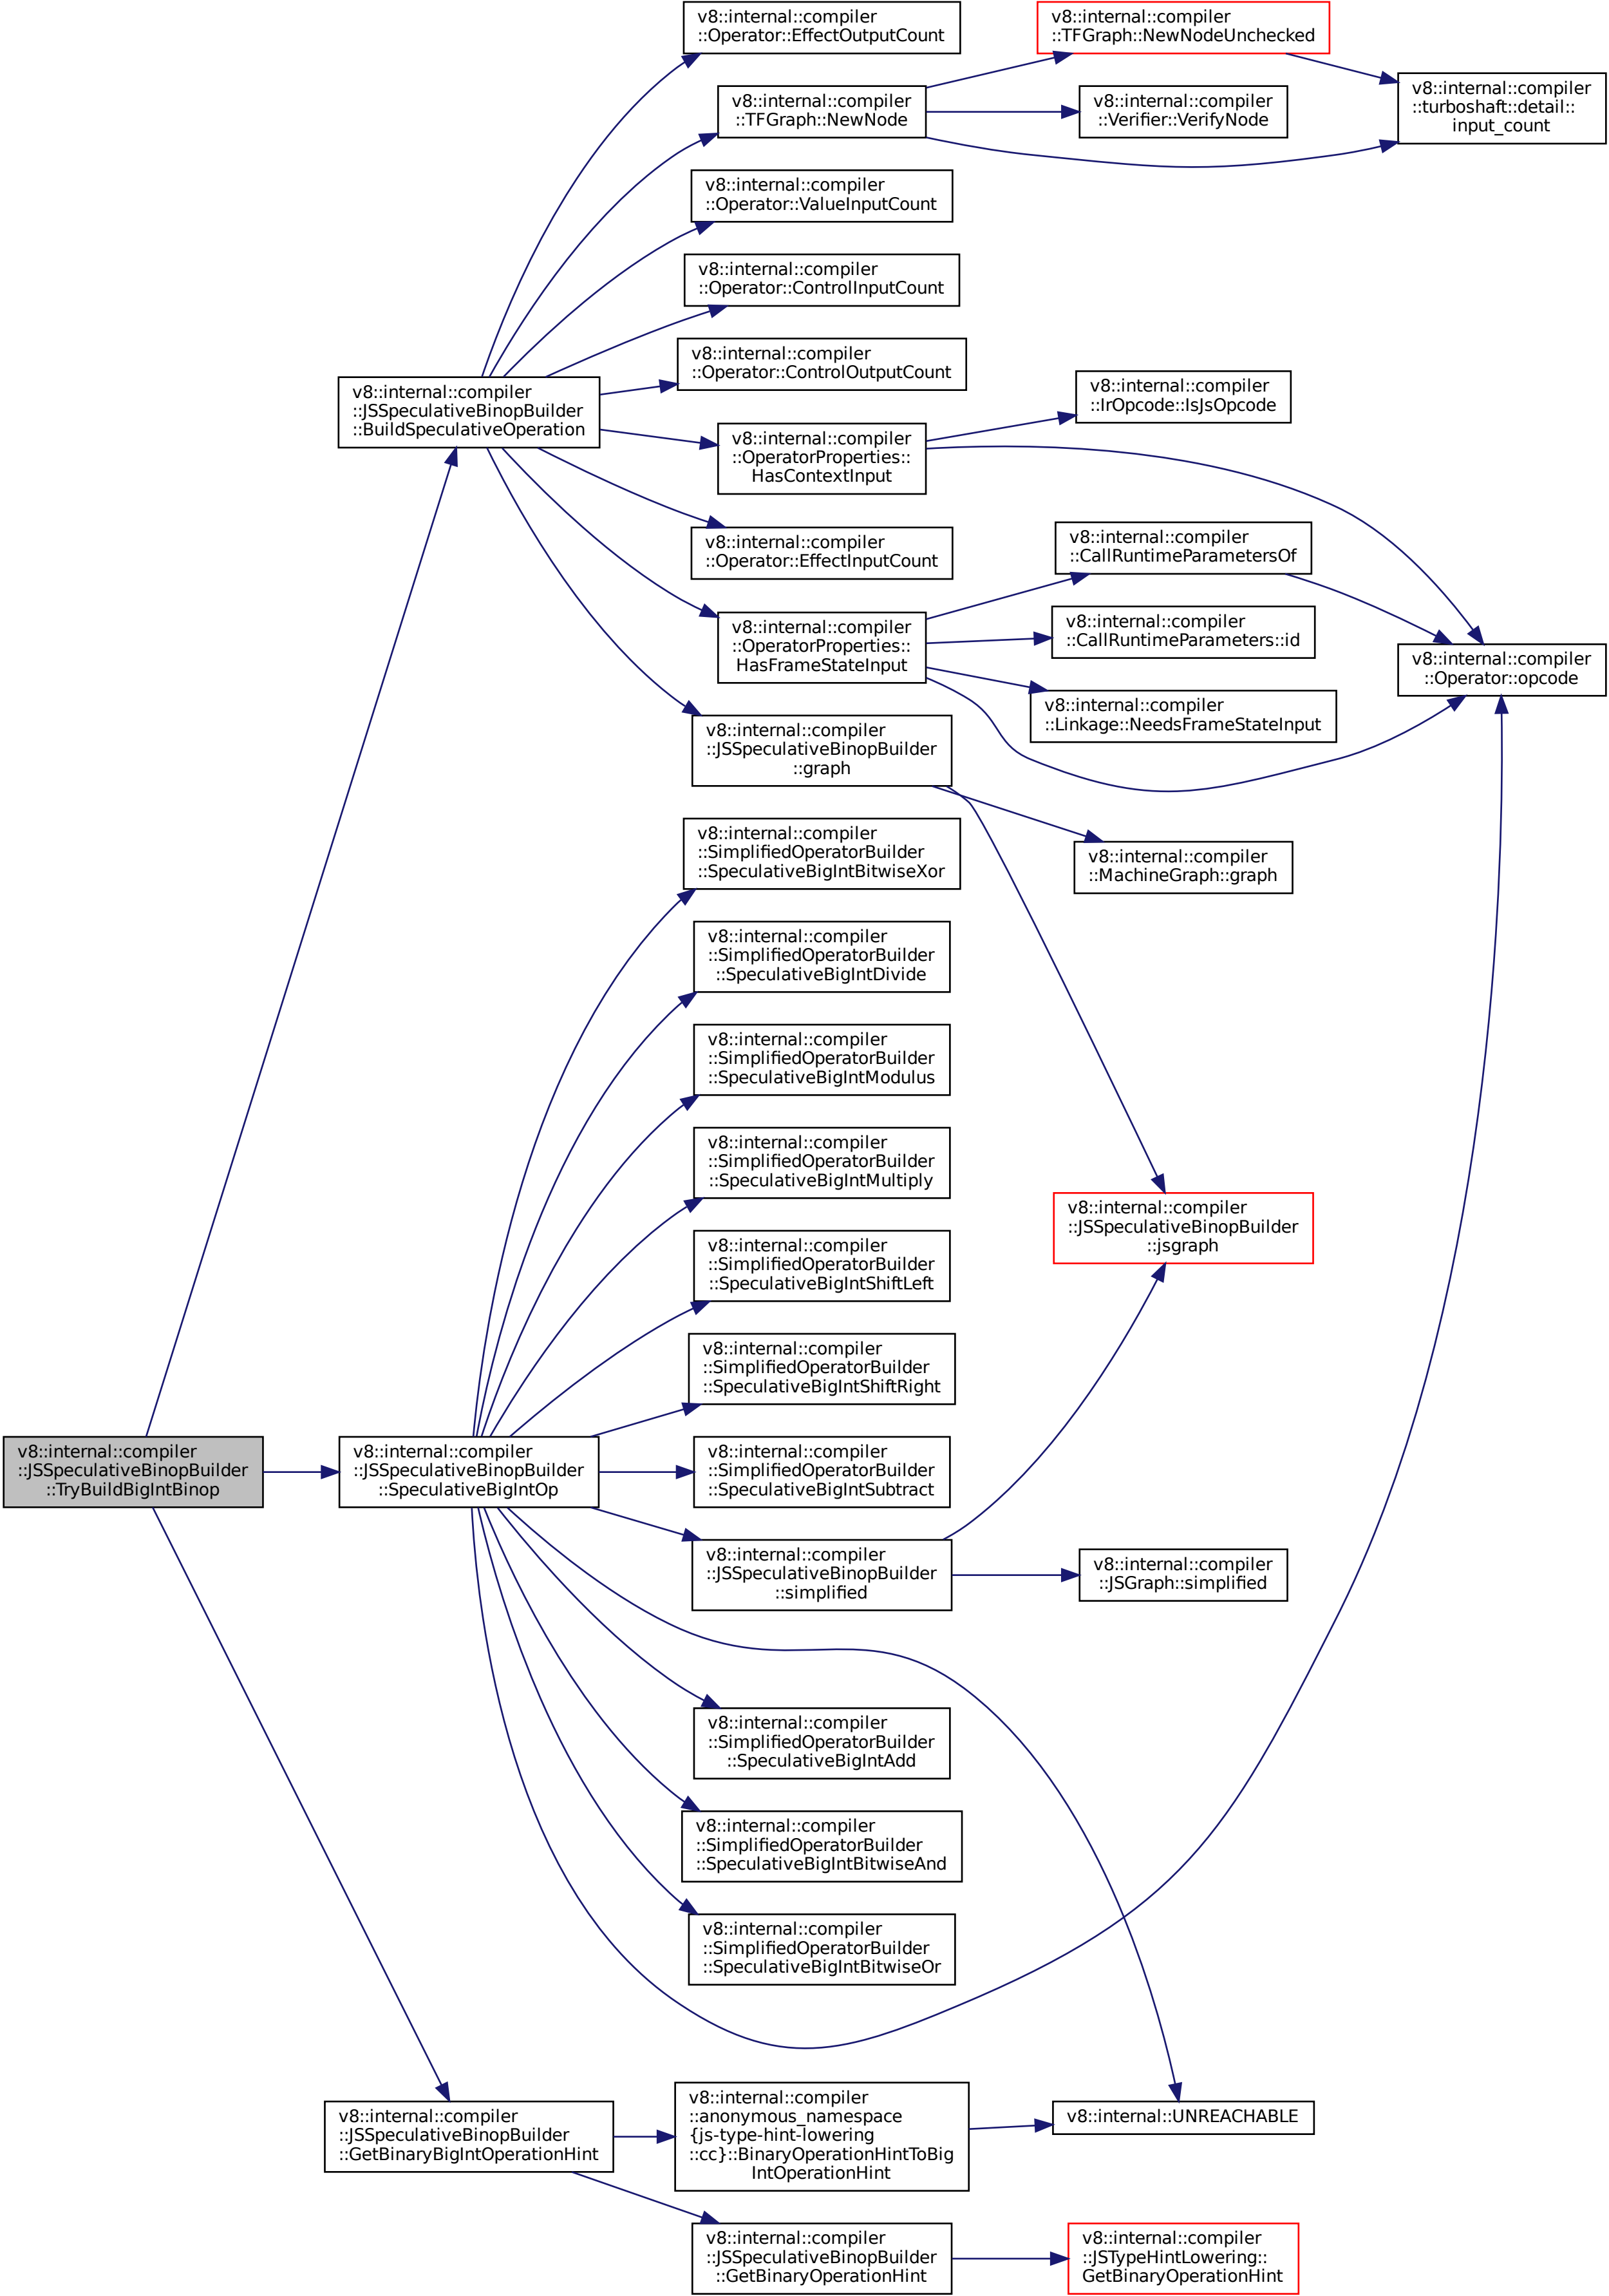 v8::internal::compiler
::Operator::EffectOutputCount
v8::internal::compiler
::TFGraph::NewNodeUnchecked
v8::internal::compiler
::turboshaft::detail::
input_count
v8::internal::compiler
::TFGraph::NewNode
v8::internal::compiler
::Verifier::VerifyNode
v8::internal::compiler
::Operator::ValueInputCount
v8::internal::compiler
::Operator::ControlInputCount
v8::internal::compiler
::Operator::ControlOutputCount
v8::internal::compiler
::JSSpeculativeBinopBuilder
::BuildSpeculativeOperation
v8::internal::compiler
::IrOpcode::IsJsOpcode
v8::internal::compiler
::OperatorProperties::
HasContextInput
v8::internal::compiler
::Operator::EffectInputCount
v8::internal::compiler
::CallRuntimeParametersOf
v8::internal::compiler
::OperatorProperties::
HasFrameStateInput
v8::internal::compiler
::CallRuntimeParameters::id
v8::internal::compiler
::Operator::opcode
v8::internal::compiler
::Linkage::NeedsFrameStateInput
v8::internal::compiler
::JSSpeculativeBinopBuilder
::graph
v8::internal::compiler
::MachineGraph::graph
v8::internal::compiler
::SimplifiedOperatorBuilder
::SpeculativeBigIntBitwiseXor
v8::internal::compiler
::SimplifiedOperatorBuilder
::SpeculativeBigIntDivide
v8::internal::compiler
::SimplifiedOperatorBuilder
::SpeculativeBigIntModulus
v8::internal::compiler
::SimplifiedOperatorBuilder
::SpeculativeBigIntMultiply
v8::internal::compiler
::JSSpeculativeBinopBuilder
::jsgraph
v8::internal::compiler
::SimplifiedOperatorBuilder
::SpeculativeBigIntShiftLeft
v8::internal::compiler
::SimplifiedOperatorBuilder
::SpeculativeBigIntShiftRight
v8::internal::compiler
::JSSpeculativeBinopBuilder
::TryBuildBigIntBinop
v8::internal::compiler
::JSSpeculativeBinopBuilder
::SpeculativeBigIntOp
v8::internal::compiler
::SimplifiedOperatorBuilder
::SpeculativeBigIntSubtract
v8::internal::compiler
::JSSpeculativeBinopBuilder
::simplified
v8::internal::compiler
::JSGraph::simplified
v8::internal::compiler
::SimplifiedOperatorBuilder
::SpeculativeBigIntAdd
v8::internal::compiler
::SimplifiedOperatorBuilder
::SpeculativeBigIntBitwiseAnd
v8::internal::compiler
::SimplifiedOperatorBuilder
::SpeculativeBigIntBitwiseOr
v8::internal::compiler
::JSSpeculativeBinopBuilder
::GetBinaryBigIntOperationHint
v8::internal::compiler
::anonymous_namespace
{js-type-hint-lowering
::cc}::BinaryOperationHintToBig
IntOperationHint
v8::internal::UNREACHABLE
v8::internal::compiler
::JSSpeculativeBinopBuilder
::GetBinaryOperationHint
v8::internal::compiler
::JSTypeHintLowering::
GetBinaryOperationHint